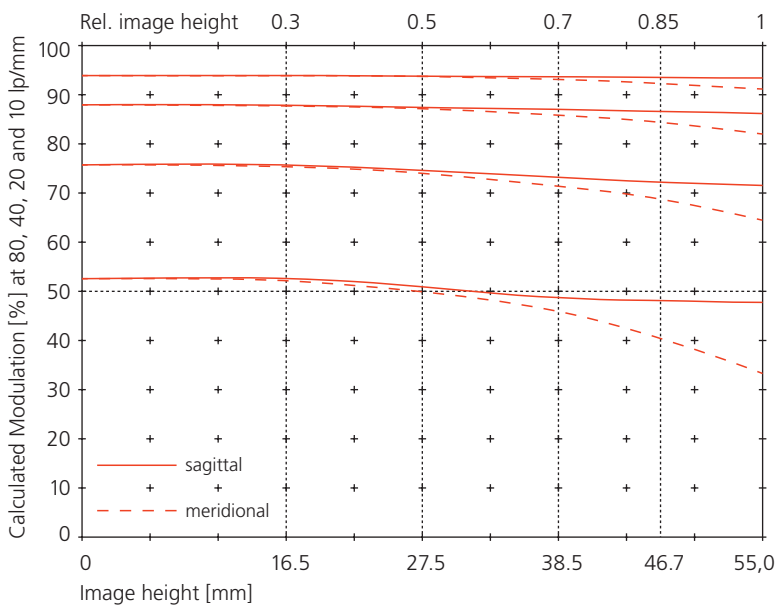 Rel. image height 0.3 0.5 0.7 0.85 1
Calculated Modulation [%] at 80, 40, 20 and 10 lp/mm
100
90
80
70
60
50
40
30
20
10
0
sagittal
meridional
0 16.5 27.5 38.5 46.7 55,0
Image height [mm]